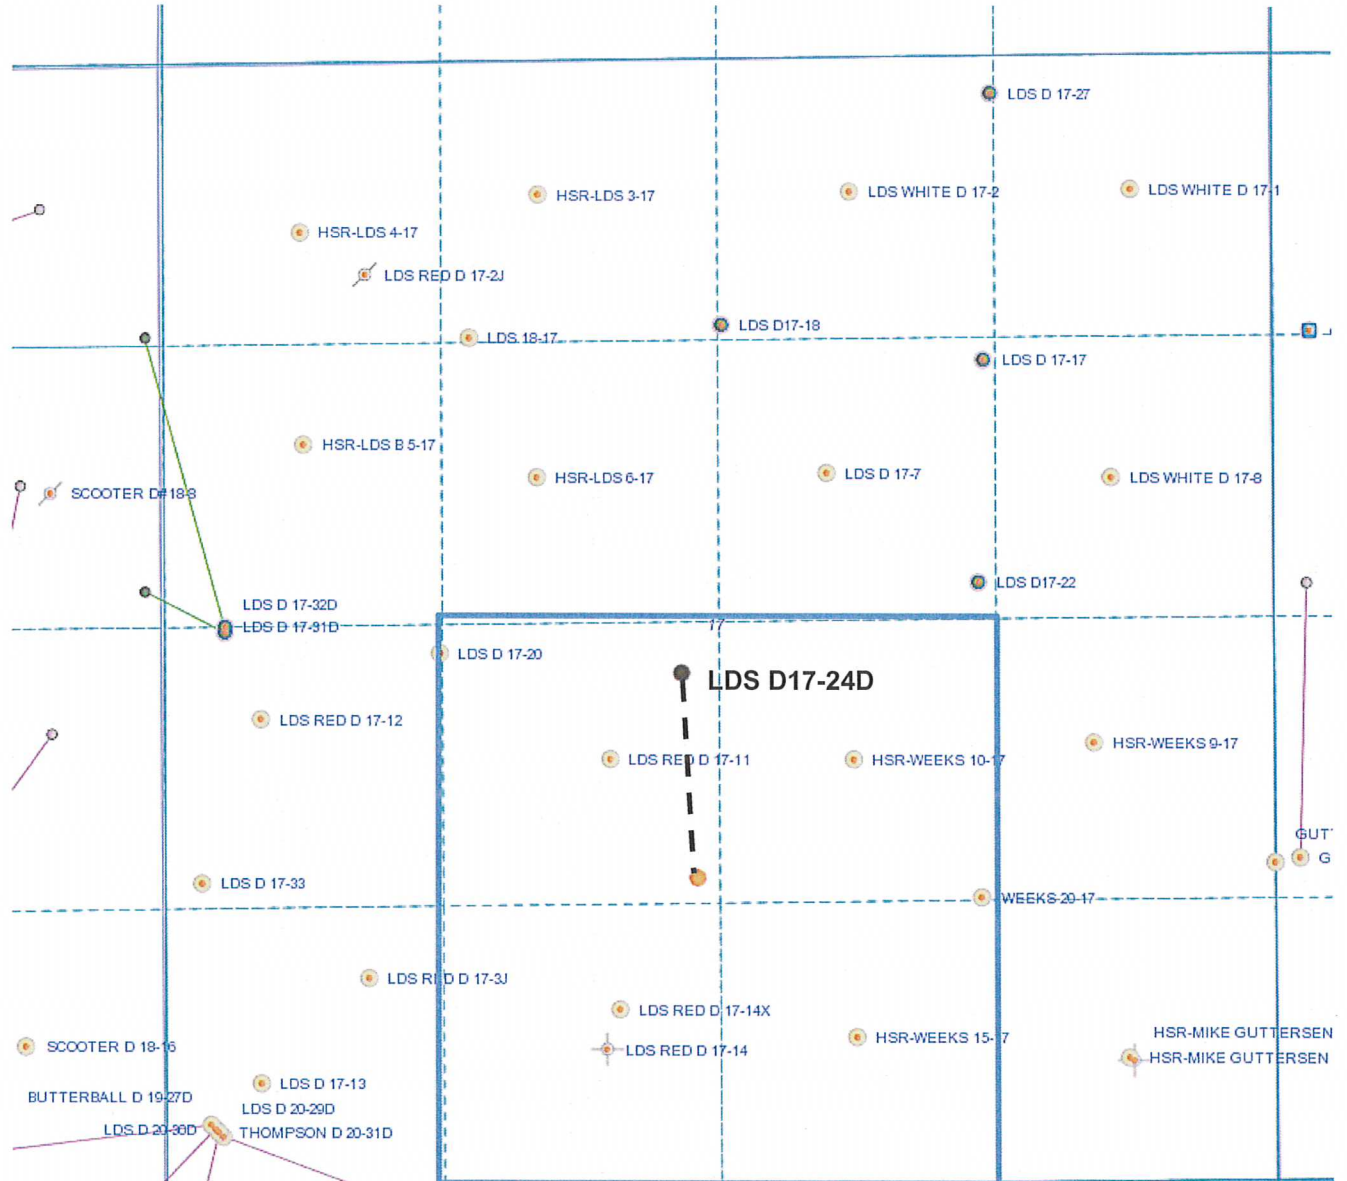 LDS D 17-27
LDS WHITE D 17-1
LDS WHITE D 17-2
HSR-LDS 3-17
HSR-LDS 4-17
LDS RED D 17-2J
LDS D17-18
LDS 18-17
LDS D 17-17
HSR-LDS B 5-17
HSR-LDS 6-17
LDS D 17-7
LDS WHITE D 17-8
SCOOTER D#18-8
LDS D17-22
LDS D 17-32D
LDS D 17-31D
17
LDS D 17-20
LDS D17-24D
LDS RED D 17-12
HSR-WEEKS 9-17
LDS RED D 17-11
HSR-WEEKS 10-17
GUT
G
LDS D 17-33
WEEKS 20-17
LDS RED D 17-3J
LDS RED D 17-14X
HSR-WEEKS 15-17
HSR-MIKE GUTTERSEN
SCOOTER D 18-16
LDS RED D 17-14
HSR-MIKE GUTTERSEN
LDS D 17-13
BUTTERBALL D 19-27D
LDS D 20-29D
LDS D 20-30D
THOMPSON D 20-31D